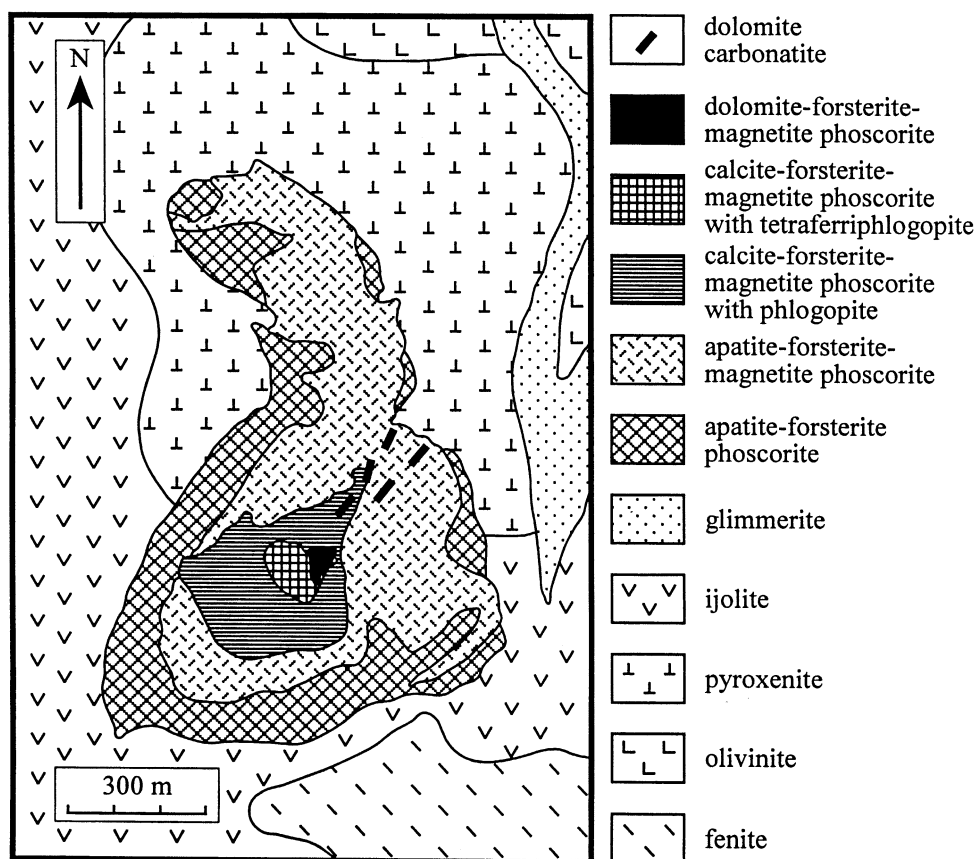 N
300 m
dolomite
carbonatite
dolomite-forsterite-
magnetite phoscorite
calcite-forsterite-
magnetite phoscorite
with tetraferriphlogopite
calcite-forsterite-
magnetite phoscorite
with phlogopite
apatite-forsterite-
magnetite phoscorite
apatite-forsterite
phoscorite
glimmerite
ijolite
pyroxenite
olivinite
fenite